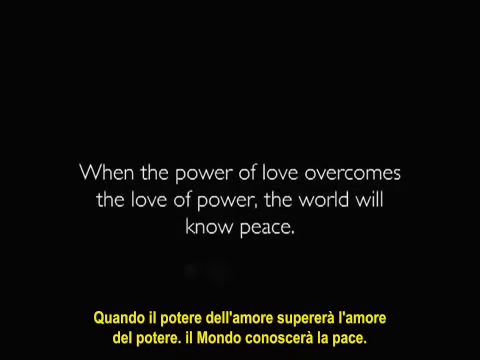 When the power of love overcomes
the love of power, the world will
know peace.
Quando il potere dell'amore supererà l'amore
del potere. il Mondo conoscerà la pace.